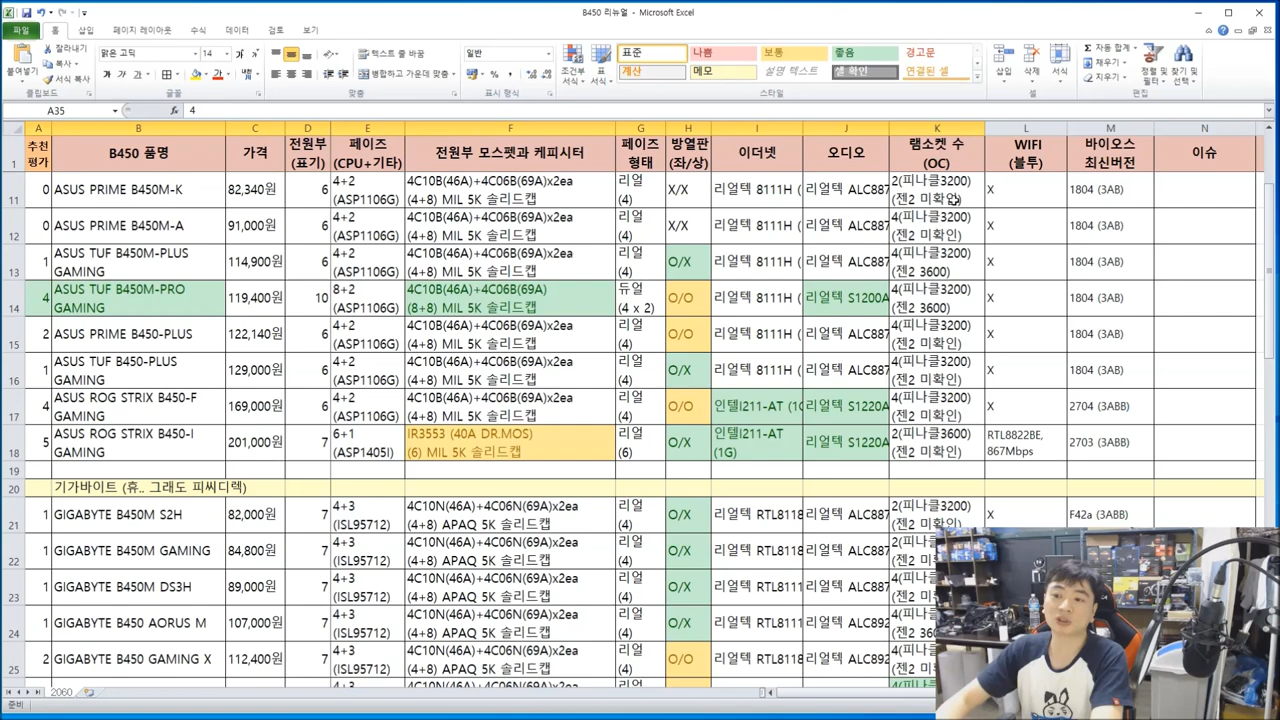 B450 리뉴얼 - Microsoft Excel
파일 홈 삽입 페이지 레이아웃 수식 데이터 검토 보기
붙여넣기 잘라내기 복사 서식 복사 클립보드
맑은 고딕 14 가 가 가 가 가 글꼴
텍스트 줄 바꿈 병합하고 가운데 맞춤 맞춤
일반 % 표시 형식
조건부 서식 표 서식 표준 나쁨 보통 좋음 경고문
계산 메모 설명 텍스트 셀 확인 연결된 셀 스타일
삽입 삭제 서식 셀
Σ 자동 합계 채우기 지우기 정렬 및 필터 찾기 및 선택 편집
A35 fx 4
A B C D E F G H I J K L M N
1 추천 평가 B450 품명 가격 전원부 (표기) 페이즈 (CPU+기타) 전원부 모스펫과 케피시터 페이즈 형태 방열판 (좌/상) 이더넷 오디오 램소켓 수 (OC) WIFI (블투) 바이오스 최신버전 이슈
11 0 ASUS PRIME B450M-K 82,340원 6 4+2 (ASP1106G) 4C10B(46A)+4C06B(69A)x2ea (4+8) MIL 5K 솔리드캡 리얼 (4) X/X 리얼텍 8111H ( 리얼텍 ALC887 2(피나클3200) (젠2 미확인) X 1804 (3AB)
12 0 ASUS PRIME B450M-A 91,000원 6 4+2 (ASP1106G) 4C10B(46A)+4C06B(69A)x2ea (4+8) MIL 5K 솔리드캡 리얼 (4) X/X 리얼텍 8111H ( 리얼텍 ALC887 4(피나클3200) (젠2 미확인) X 1804 (3AB)
13 1 ASUS TUF B450M-PLUS GAMING 114,900원 6 4+2 (ASP1106G) 4C10B(46A)+4C06B(69A)x2ea (4+8) MIL 5K 솔리드캡 리얼 (4) O/X 리얼텍 8111H ( 리얼텍 ALC887 4(피나클3200) (젠2 3600) X 1804 (3AB)
14 4 ASUS TUF B450M-PRO GAMING 119,400원 10 8+2 (ASP1106G) 4C10B(46A)+4C06B(69A) (8+8) MIL 5K 솔리드캡 듀얼 (4 x 2) O/O 리얼텍 8111H ( 리얼텍 S1200A 4(피나클3200) (젠2 3600) X 1804 (3AB)
15 2 ASUS PRIME B450-PLUS 122,140원 6 4+2 (ASP1106G) 4C10B(46A)+4C06B(69A)x2ea (4+8) MIL 5K 솔리드캡 리얼 (4) O/O 리얼텍 8111H ( 리얼텍 ALC887 4(피나클3200) (젠2 미확인) X 1804 (3AB)
16 1 ASUS TUF B450-PLUS GAMING 129,000원 6 4+2 (ASP1106G) 4C10B(46A)+4C06B(69A)x2ea (4+8) MIL 5K 솔리드캡 리얼 (4) O/X 리얼텍 8111H ( 리얼텍 ALC887 4(피나클3200) (젠2 미확인) X 1804 (3AB)
17 4 ASUS ROG STRIX B450-F GAMING 169,000원 6 4+2 (ASP1106G) 4C10B(46A)+4C06B(69A)x2ea (4+8) MIL 5K 솔리드캡 리얼 (4) O/O 인텔I211-AT (1G 리얼텍 S1220A 4(피나클3200) (젠2 미확인) X 2704 (3ABB)
18 5 ASUS ROG STRIX B450-I GAMING 201,000원 7 6+1 (ASP1405I) IR3553 (40A DR.MOS) (6) MIL 5K 솔리드캡 리얼 (6) O/X 인텔I211-AT (1G) 리얼텍 S1220A 2(피나클3600) (젠2 미확인) RTL8822BE, 867Mbps 2703 (3ABB)
19
20 기가바이트 (휴.. 그래도 피씨디렉)
21 1 GIGABYTE B450M S2H 82,000원 7 4+3 (ISL95712) 4C10N(46A)+4C06N(69A)x2ea (4+8) APAQ 5K 솔리드캡 리얼 (4) O/X 리얼텍 RTL8118 리얼텍 ALC887 2(피나클3200) (젠2 미확인) X F42a (3ABB)
22 1 GIGABYTE B450M GAMING 84,800원 7 4+3 (ISL95712) 4C10N(46A)+4C06N(69A)x2ea (4+8) APAQ 5K 솔리드캡 리얼 (4) O/X 리얼텍 RTL8118 리얼텍 ALC887 2(피나클3200) (젠2 미
23 1 GIGABYTE B450M DS3H 89,000원 7 4+3 (ISL95712) 4C10N(46A)+4C06N(69A)x2ea (4+8) APAQ 5K 솔리드캡 리얼 (4) O/X 리얼텍 RTL8111 리얼텍 ALC887 4(피나 (젠2 미
24 1 GIGABYTE B450 AORUS M 107,000원 7 4+3 (ISL95712) 4C10N(46A)+4C06N(69A)x2ea (4+8) APAQ 5K 솔리드캡 리얼 (4) O/X 리얼텍 RTL8111 리얼텍 ALC892 4(피나 (젠2 36
25 2 GIGABYTE B450 GAMING X 112,400원 7 4+3 (ISL95712) 4C10N(46A)+4C06N(69A)x2ea (4+8) APAQ 5K 솔리드캡 리얼 (4) O/O 리얼텍 RTL8118 리얼텍 ALC892 4(피나 (젠2 미
2060
준비